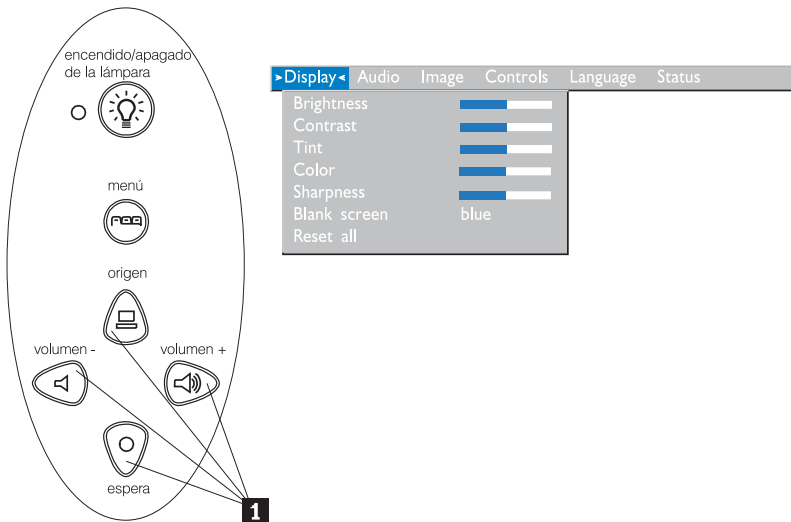 encendido/apagado
de la lámpara
menú
origen
volumen -
volumen +
espera
1
>Display< Audio Image Controls Language Status
Brightness
Contrast
Tint
Color
Sharpness
Blank screen blue
Reset all